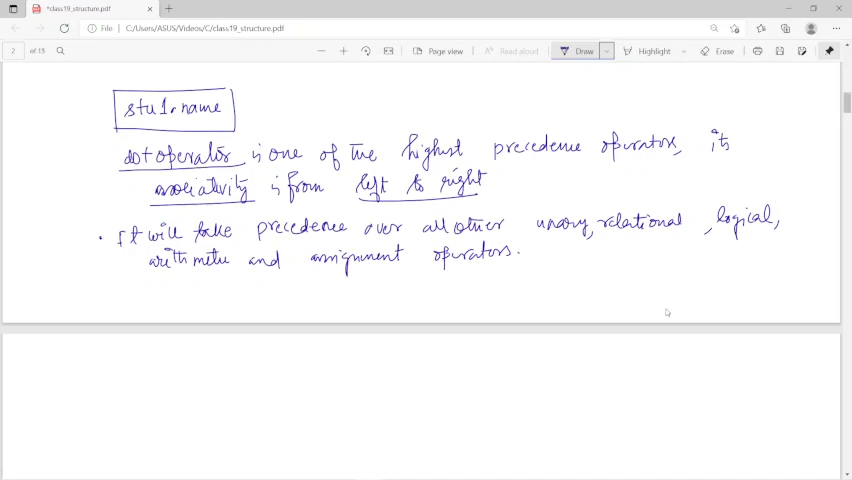 *class19_structure.pdf
File | C:/Users/ASUS/Videos/C/class19_structure.pdf
2 of 15 Page view Read aloud Draw Highlight Erase
stu1.name
dot operator is one of the highest precedence operators, its
associativity is from left to right
. It will take precedence over all other unary, relational, logical,
arithmetic and assignment operators.